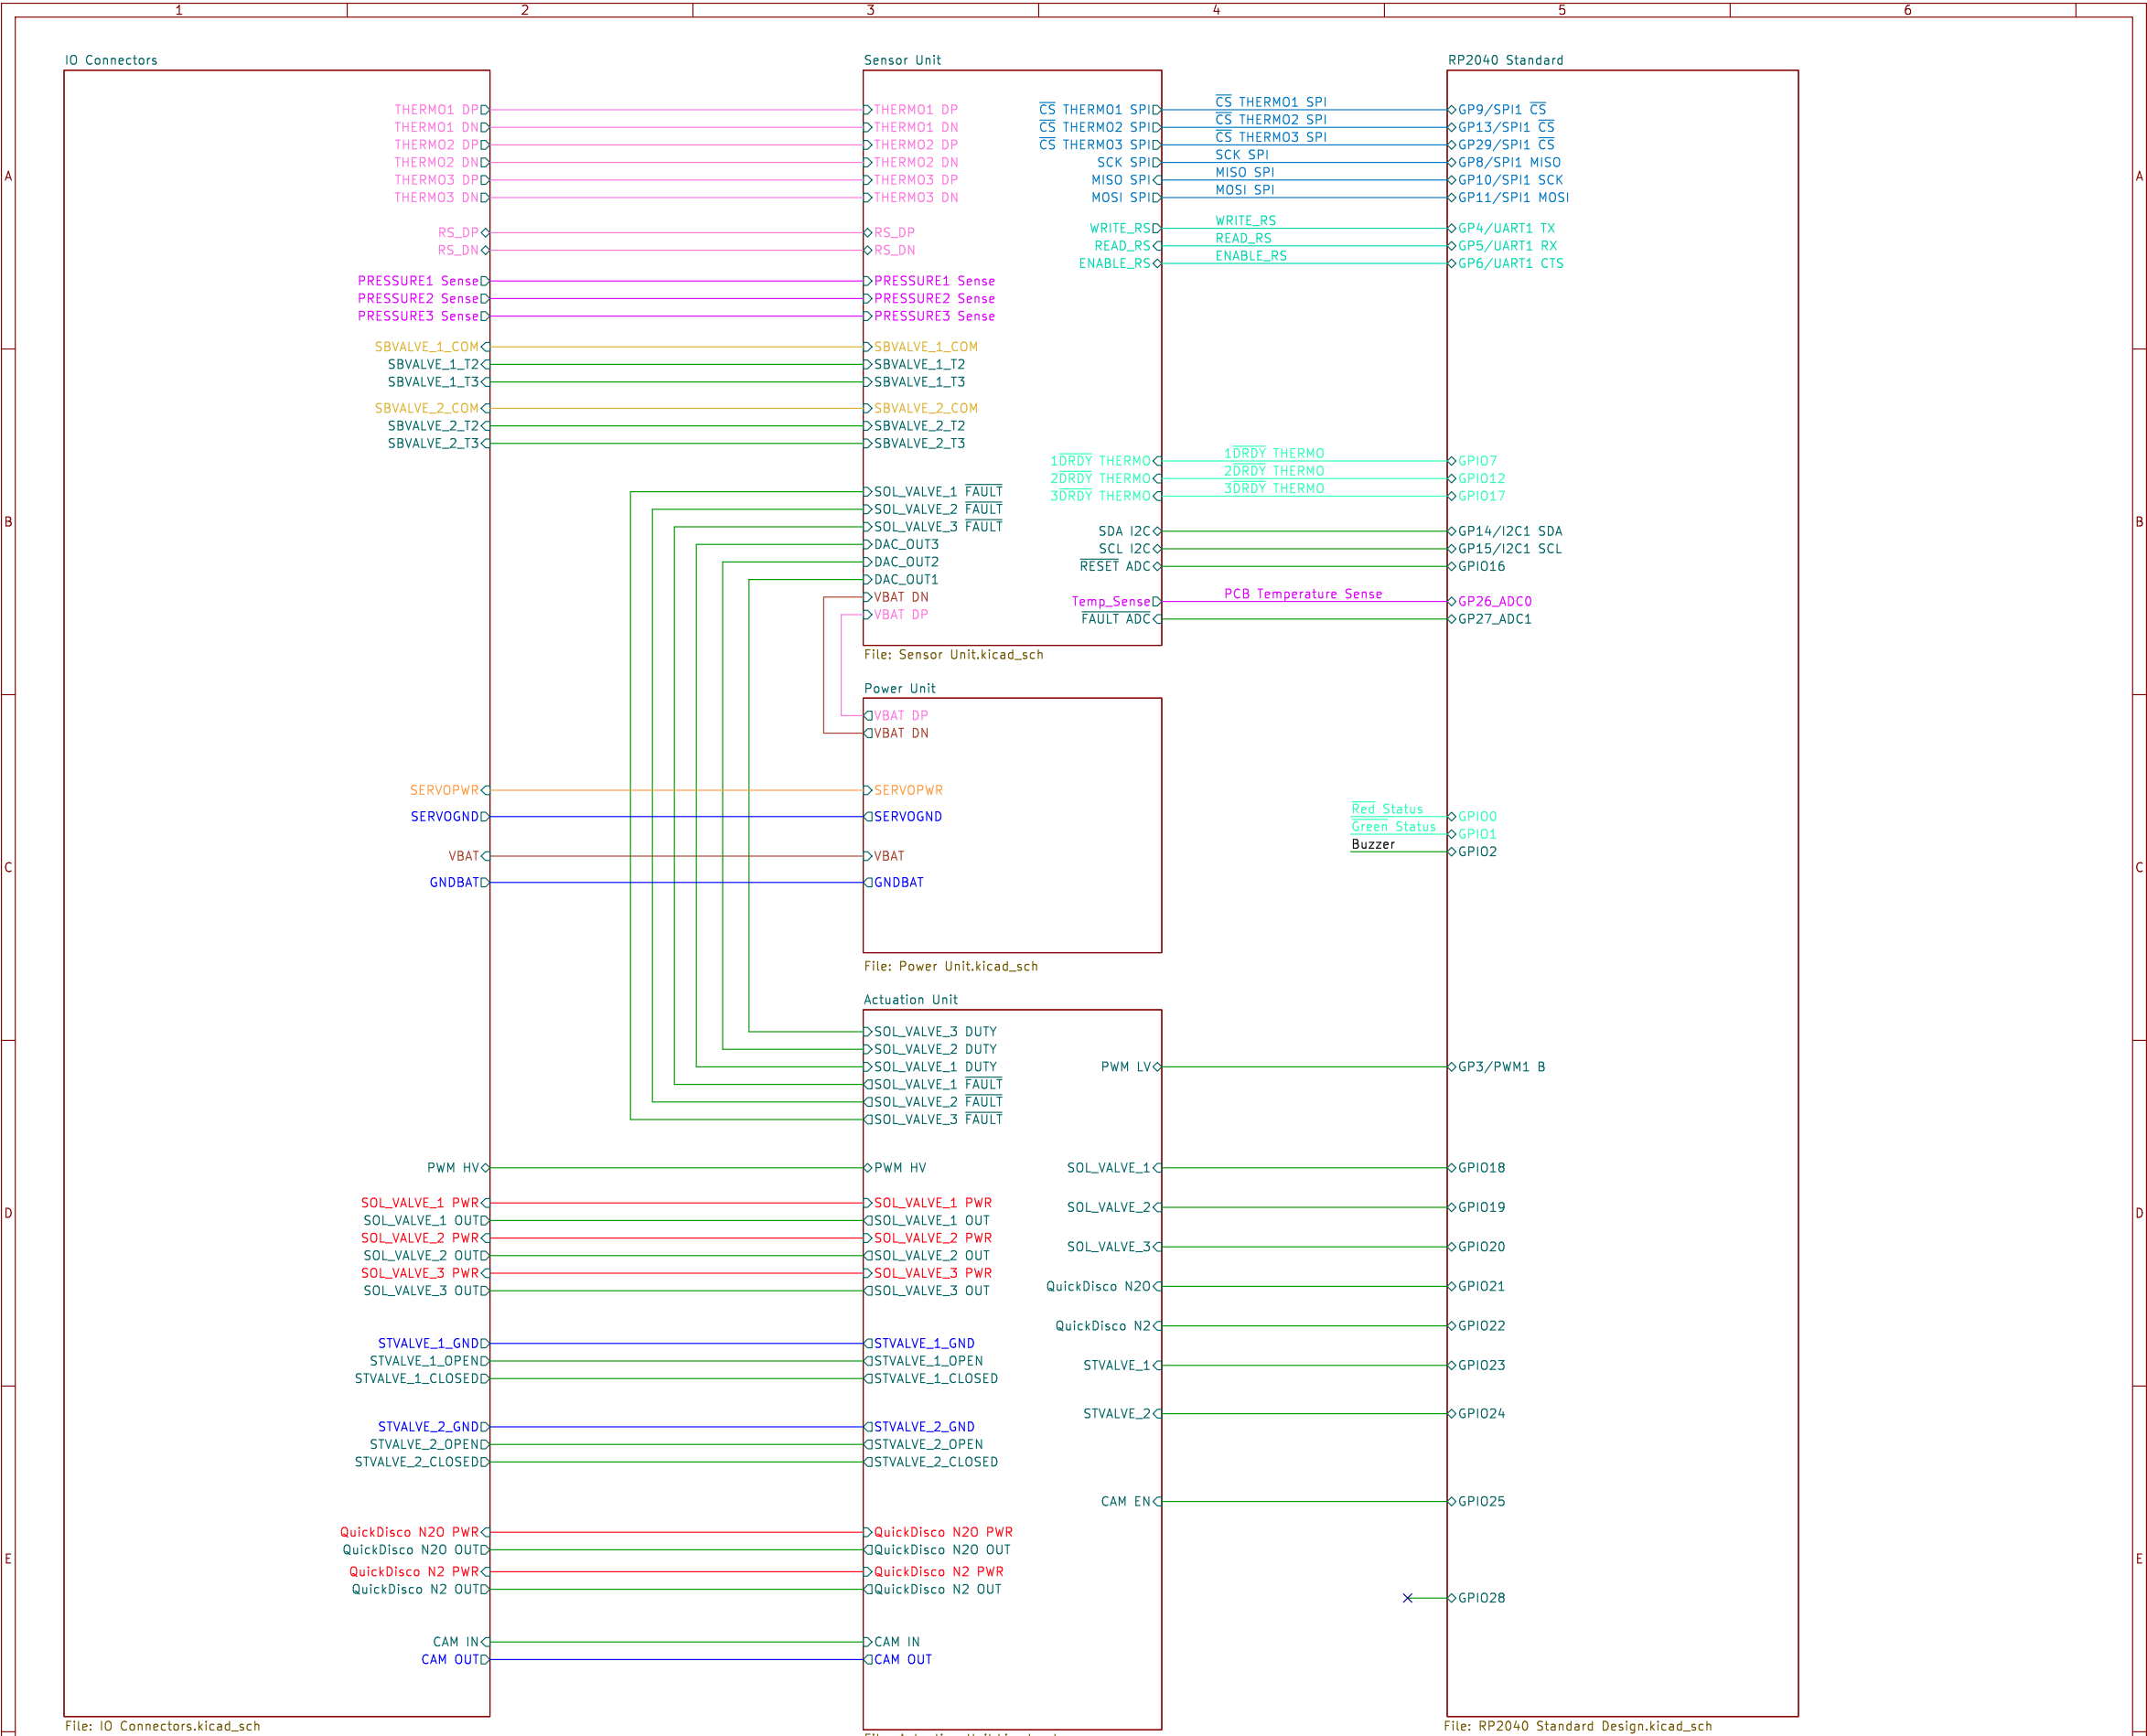 1 2 3 4 5 6
A
B
C
D
E
IO Connectors
THERMO1 DP
THERMO1 DN
THERMO2 DP
THERMO2 DN
THERMO3 DP
THERMO3 DN
RS_DP
RS_DN
PRESSURE1 Sense
PRESSURE2 Sense
PRESSURE3 Sense
SBVALVE_1_COM
SBVALVE_1_T2
SBVALVE_1_T3
SBVALVE_2_COM
SBVALVE_2_T2
SBVALVE_2_T3
SERVOPWR
SERVOGND
VBAT
GNDBAT
PWM HV
SOL_VALVE_1 PWR
SOL_VALVE_1 OUT
SOL_VALVE_2 PWR
SOL_VALVE_2 OUT
SOL_VALVE_3 PWR
SOL_VALVE_3 OUT
STVALVE_1_GND
STVALVE_1_OPEN
STVALVE_1_CLOSED
STVALVE_2_GND
STVALVE_2_OPEN
STVALVE_2_CLOSED
QuickDisco N2O PWR
QuickDisco N2O OUT
QuickDisco N2 PWR
QuickDisco N2 OUT
CAM IN
CAM OUT
File: IO Connectors.kicad_sch
Sensor Unit
THERMO1 DP
THERMO1 DN
THERMO2 DP
THERMO2 DN
THERMO3 DP
THERMO3 DN
RS_DP
RS_DN
PRESSURE1 Sense
PRESSURE2 Sense
PRESSURE3 Sense
SBVALVE_1_COM
SBVALVE_1_T2
SBVALVE_1_T3
SBVALVE_2_COM
SBVALVE_2_T2
SBVALVE_2_T3
SOL_VALVE_1 FAULT
SOL_VALVE_2 FAULT
SOL_VALVE_3 FAULT
DAC_OUT3
DAC_OUT2
DAC_OUT1
VBAT DN
VBAT DP
CS THERMO1 SPI
CS THERMO2 SPI
CS THERMO3 SPI
SCK SPI
MISO SPI
MOSI SPI
WRITE_RS
READ_RS
ENABLE_RS
1DRDY THERMO
2DRDY THERMO
3DRDY THERMO
SDA I2C
SCL I2C
RESET ADC
Temp_Sense
FAULT ADC
File: Sensor Unit.kicad_sch
Power Unit
VBAT DP
VBAT DN
SERVOPWR
SERVOGND
VBAT
GNDBAT
File: Power Unit.kicad_sch
Actuation Unit
SOL_VALVE_3 DUTY
SOL_VALVE_2 DUTY
SOL_VALVE_1 DUTY
SOL_VALVE_1 FAULT
SOL_VALVE_2 FAULT
SOL_VALVE_3 FAULT
PWM HV
SOL_VALVE_1 PWR
SOL_VALVE_1 OUT
SOL_VALVE_2 PWR
SOL_VALVE_2 OUT
SOL_VALVE_3 PWR
SOL_VALVE_3 OUT
STVALVE_1_GND
STVALVE_1_OPEN
STVALVE_1_CLOSED
STVALVE_2_GND
STVALVE_2_OPEN
STVALVE_2_CLOSED
QuickDisco N2O PWR
QuickDisco N2O OUT
QuickDisco N2 PWR
QuickDisco N2 OUT
CAM IN
CAM OUT
PWM LV
SOL_VALVE_1
SOL_VALVE_2
SOL_VALVE_3
QuickDisco N2O
QuickDisco N2
STVALVE_1
STVALVE_2
CAM EN
CS THERMO1 SPI
CS THERMO2 SPI
CS THERMO3 SPI
SCK SPI
MISO SPI
MOSI SPI
WRITE_RS
READ_RS
ENABLE_RS
1DRDY THERMO
2DRDY THERMO
3DRDY THERMO
PCB Temperature Sense
Red Status
Green Status
Buzzer
RP2040 Standard
GP9/SPI1 CS
GP13/SPI1 CS
GP29/SPI1 CS
GP8/SPI1 MISO
GP10/SPI1 SCK
GP11/SPI1 MOSI
GP4/UART1 TX
GP5/UART1 RX
GP6/UART1 CTS
GPIO7
GPIO12
GPIO17
GP14/I2C1 SDA
GP15/I2C1 SCL
GPIO16
GP26_ADC0
GP27_ADC1
GPIO0
GPIO1
GPIO2
GP3/PWM1 B
GPIO18
GPIO19
GPIO20
GPIO21
GPIO22
GPIO23
GPIO24
GPIO25
GPIO28
File: RP2040 Standard Design.kicad_sch
A
B
C
D
E